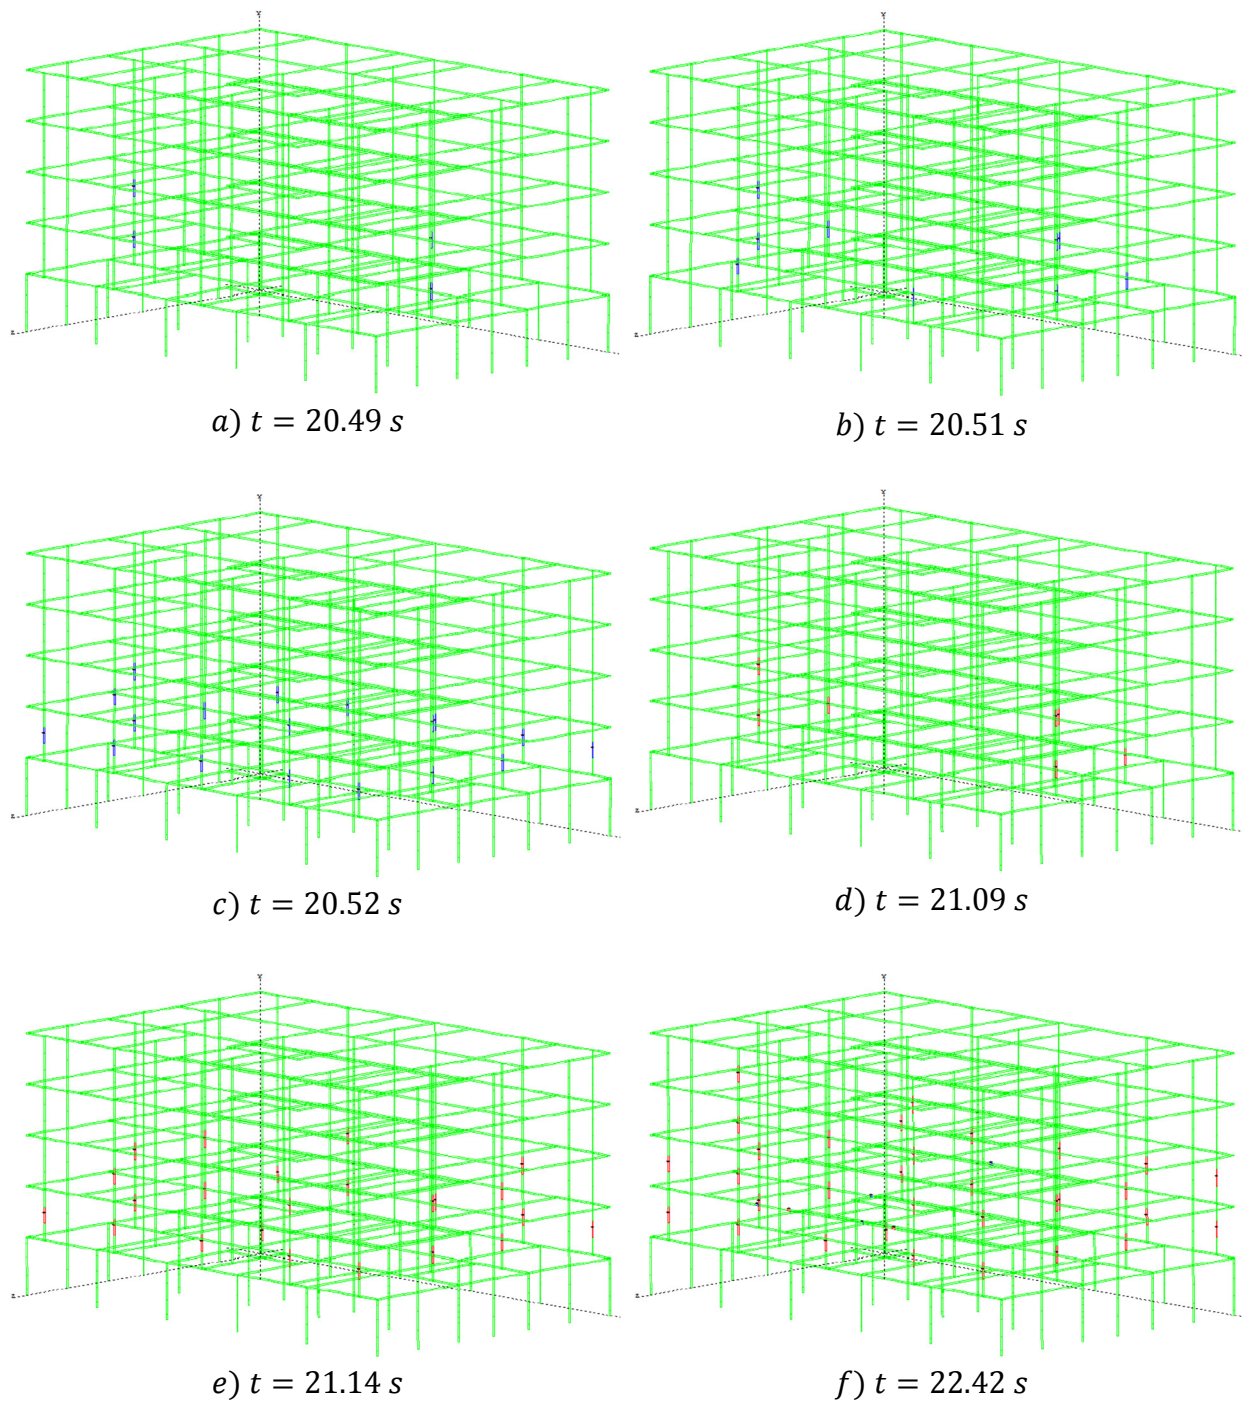 a) t = 20.49 s
b) t = 20.51 s
c) t = 20.52 s
d) t = 21.09 s
e) t = 21.14 s
f) t = 22.42 s